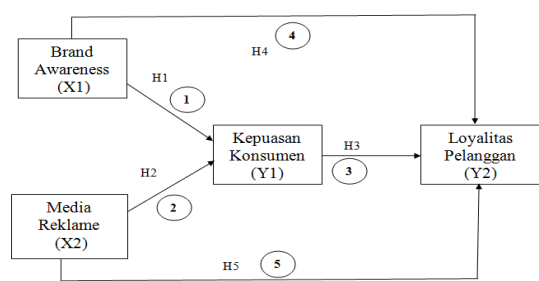 4
H4
Brand
Awareness
(X1)
H1
1
Kepuasan
Konsumen
(Y1)
H3
3
Loyalitas
Pelanggan
(Y2)
H2
2
Media
Reklame
(X2)
H5
5